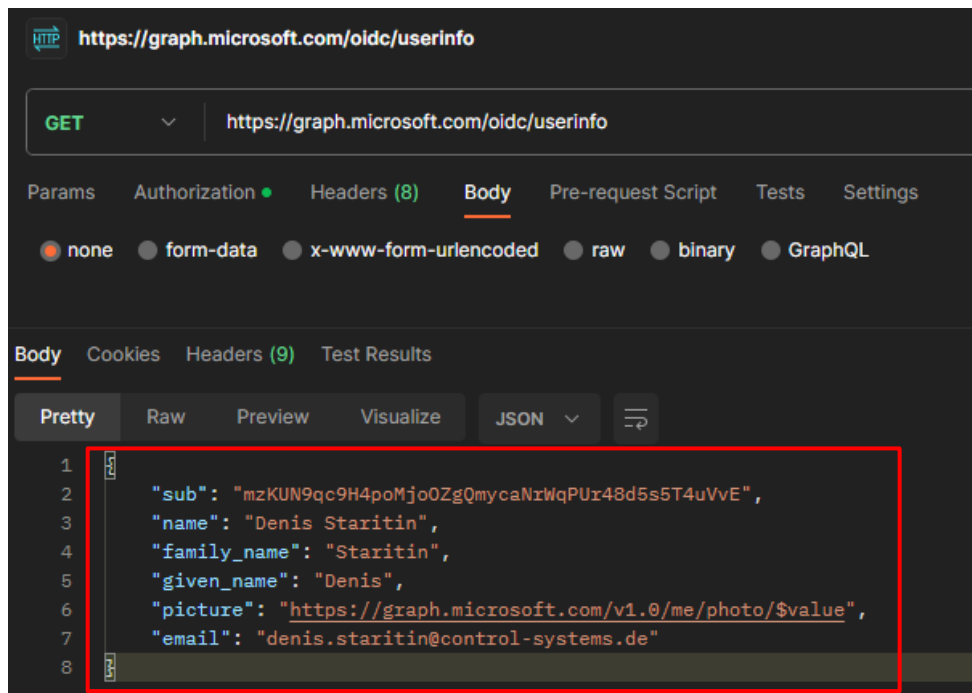 HTTP https://graph.microsoft.com/oidc/userinfo
GET https://graph.microsoft.com/oidc/userinfo
Params Authorization Headers (8) Body Pre-request Script Tests Settings
none form-data x-www-form-urlencoded raw binary GraphQL
Body Cookies Headers (9) Test Results
Pretty Raw Preview Visualize JSON
1 {
2 "sub": "mzKUN9qc9H4poMjoOZgQmycaNrWqPUr48d5s5T4uVvE",
3 "name": "Denis Staritin",
4 "family_name": "Staritin",
5 "given_name": "Denis",
6 "picture": "https://graph.microsoft.com/v1.0/me/photo/$value",
7 "email": "denis.staritin@control-systems.de"
8 }